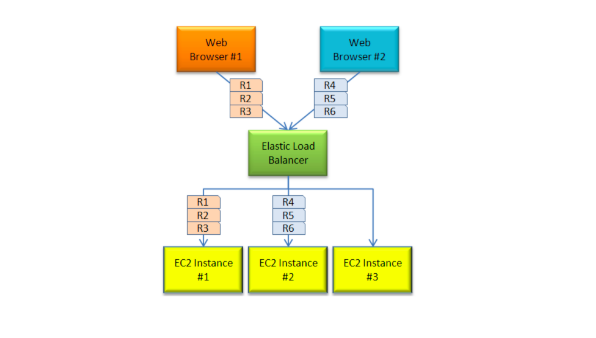 Web
Browser #1
Web
Browser #2
R1
R2
R3
R4
R5
R6
Elastic Load
Balancer
R1
R2
R3
R4
R5
R6
EC2 Instance
#1
EC2 Instance
#2
EC2 Instance
#3